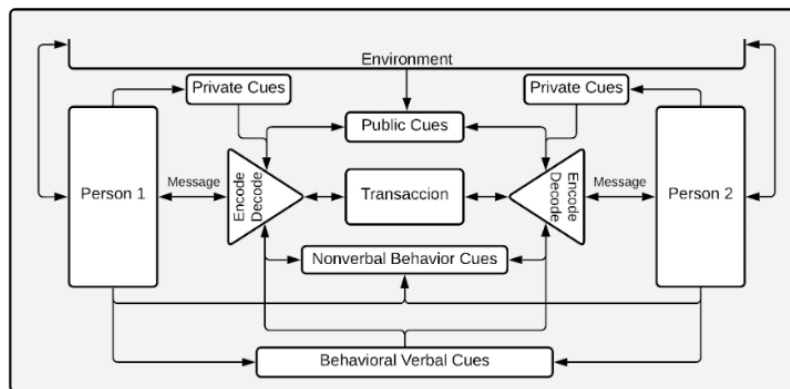 Environment
Private Cues
Private Cues
Public Cues
Person 1
Message
Encode
Decode
Transaccion
Encode
Decode
Message
Person 2
Nonverbal Behavior Cues
Behavioral Verbal Cues